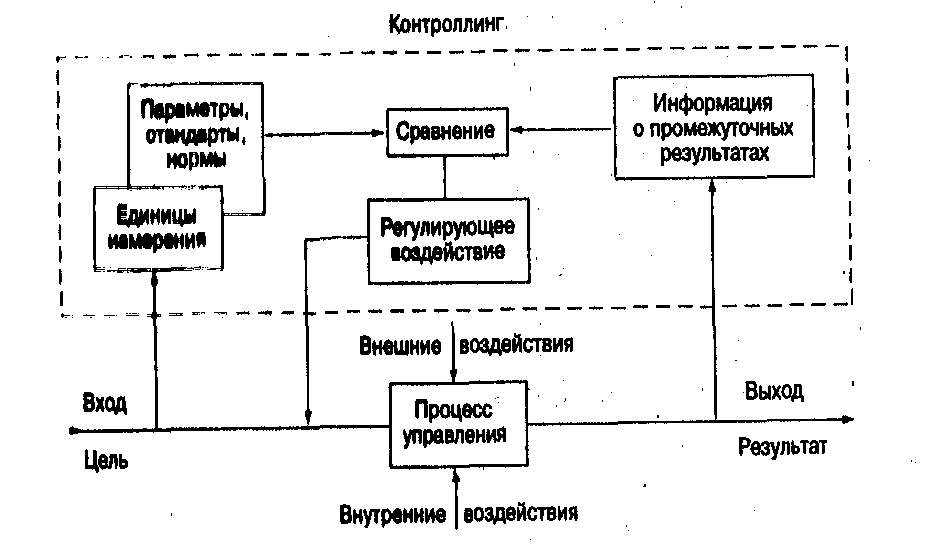 Контроллинг
Параметры,
стандарты,
нормы
Единицы
измерения
Сравнение
Информация
о промежуточных
результатах
Регулирующее
воздействие
Внешние воздействия
Вход
Цель
Процесс
управления
Выход
Результат
Внутренние воздействия